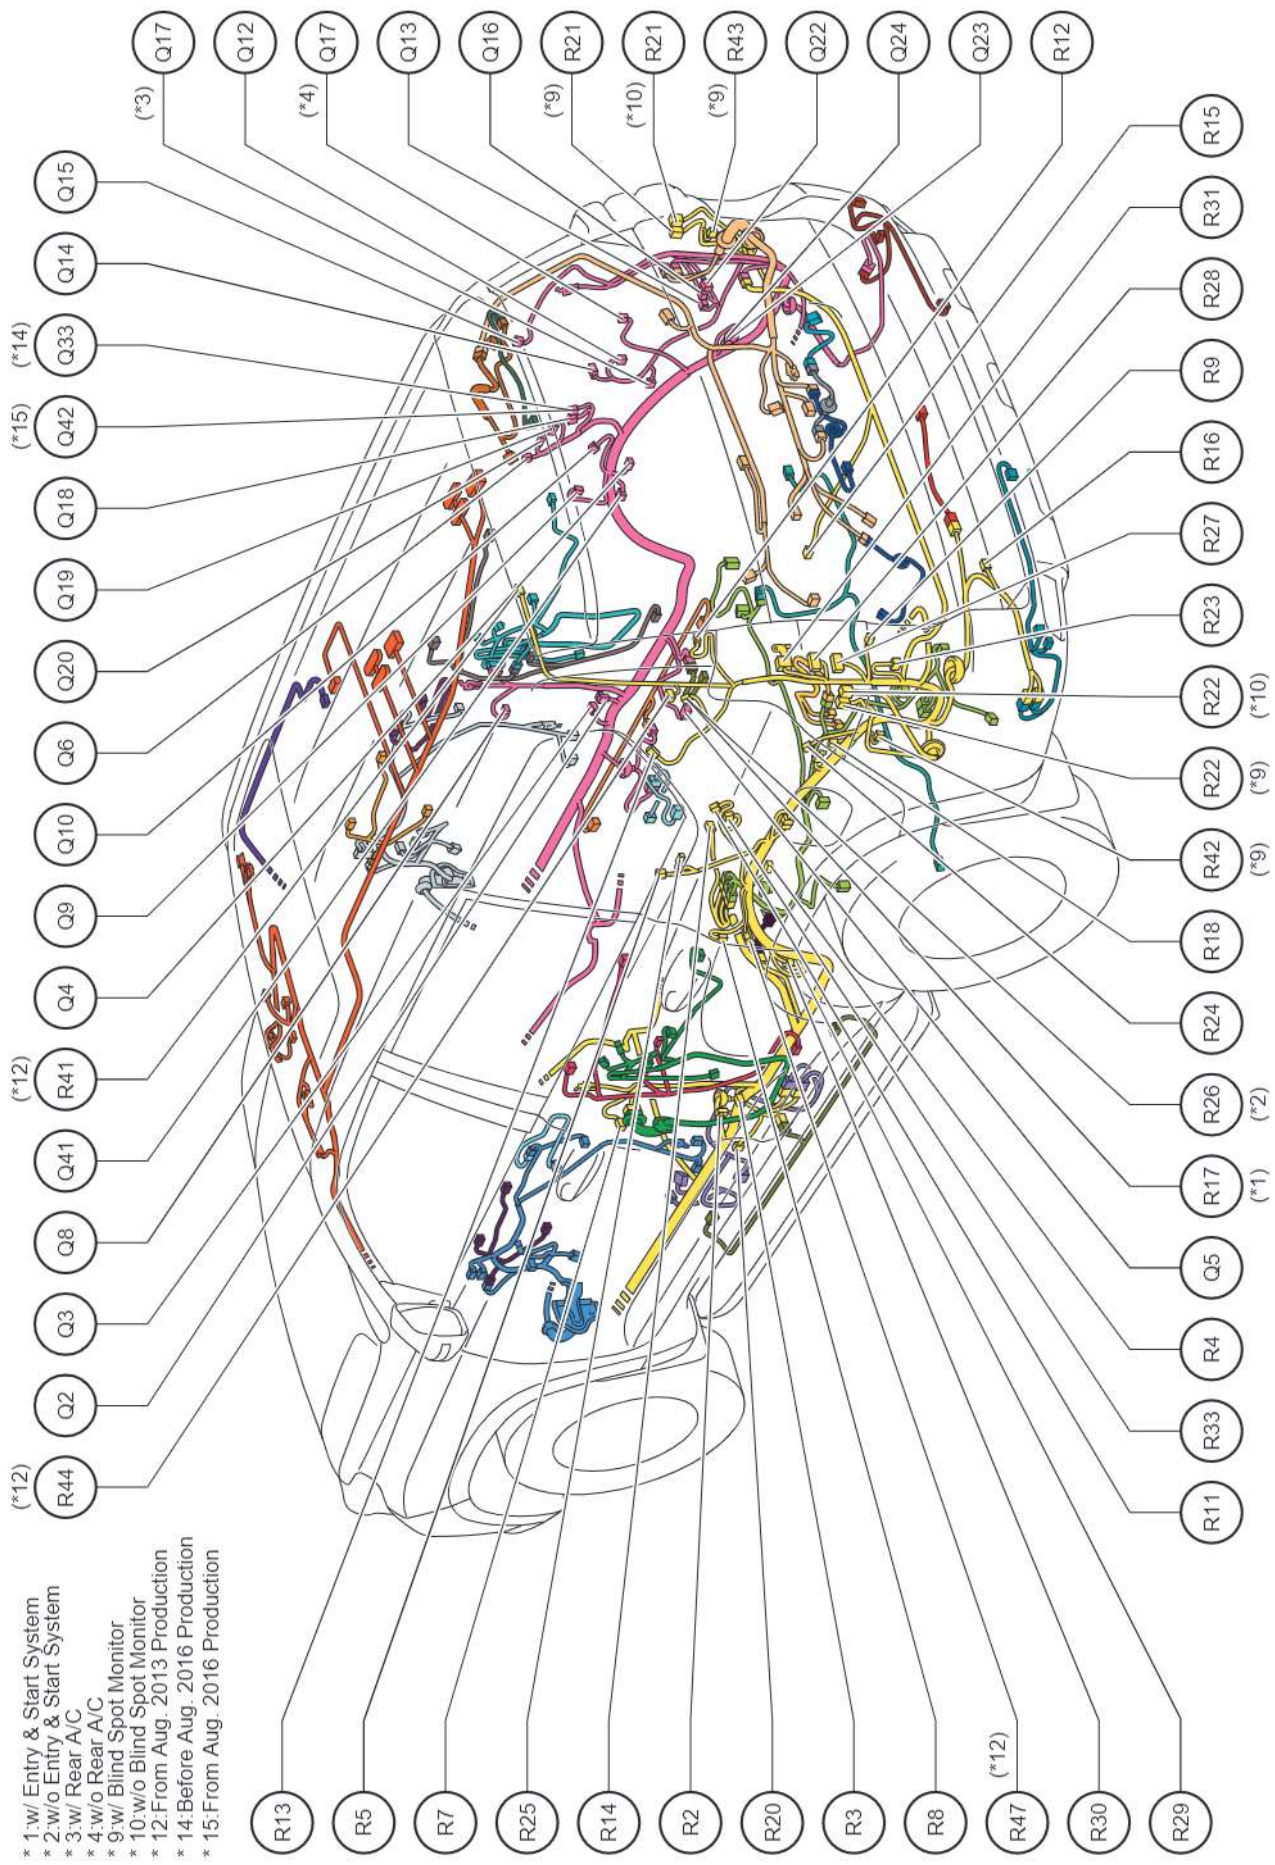 * 1:w/ Entry & Start System
* 2:w/o Entry & Start System
* 3:w/ Rear A/C
* 4:w/o Rear A/C
* 9:w/ Blind Spot Monitor
* 10:w/o Blind Spot Monitor
* 12:From Aug. 2013 Production
* 14:Before Aug. 2016 Production
* 15:From Aug. 2016 Production
(*12)
R44
Q2
Q3
Q8
Q41
(*12)
R41
Q4
Q9
Q10
Q6
Q20
Q19
Q18
(*15)
Q42
(*14)
Q33
Q14
Q15
(*3)
Q17
Q12
(*4)
Q17
Q13
Q16
(*9)
R21
(*10)
R21
(*9)
R43
Q22
Q24
Q23
R12
R13
R5
R7
R25
R14
R2
R20
R3
R8
(*12)
R47
R30
R29
R11
R33
R4
Q5
R17
(*1)
R26
(*2)
R24
R18
R42
(*9)
R22
(*9)
R22
(*10)
R23
R27
R16
R9
R28
R31
R15